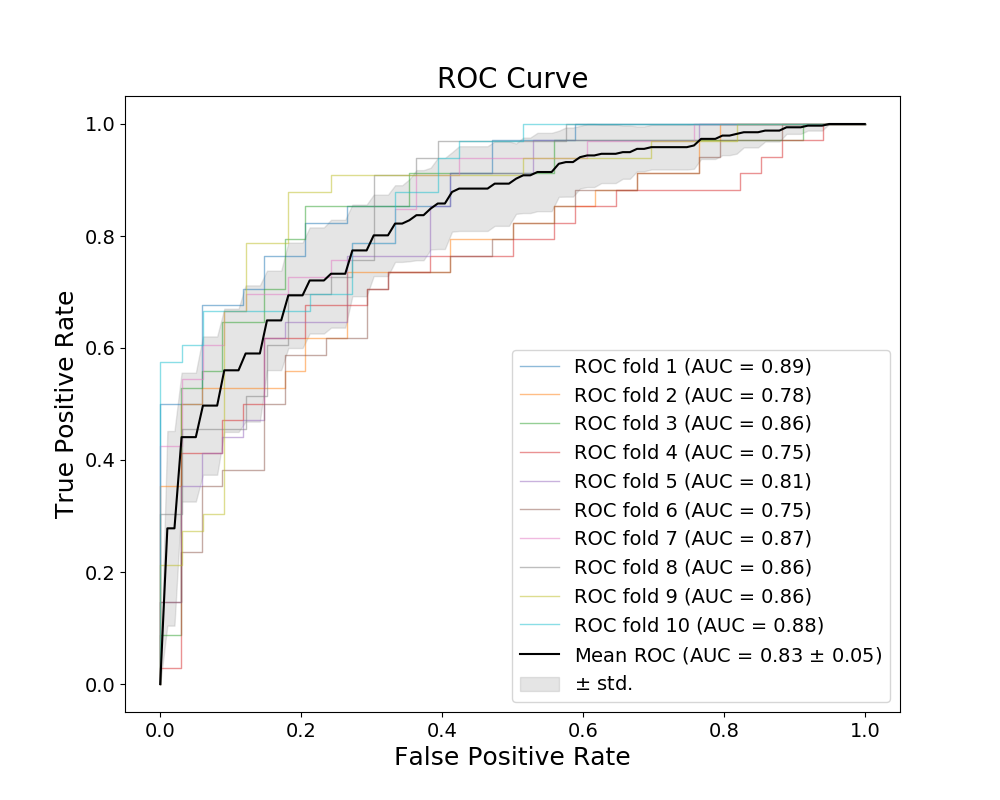 ROC Curve
1.0
0.8
0.6
0.4
0.2
0.0
True Positive Rate
ROC fold 1 (AUC = 0.89)
ROC fold 2 (AUC = 0.78)
ROC fold 3 (AUC = 0.86)
ROC fold 4 (AUC = 0.75)
ROC fold 5 (AUC = 0.81)
ROC fold 6 (AUC = 0.75)
ROC fold 7 (AUC = 0.87)
ROC fold 8 (AUC = 0.86)
ROC fold 9 (AUC = 0.86)
ROC fold 10 (AUC = 0.88)
Mean ROC (AUC = 0.83 ± 0.05)
± std.
0.0 0.2 0.4 0.6 0.8 1.0
False Positive Rate